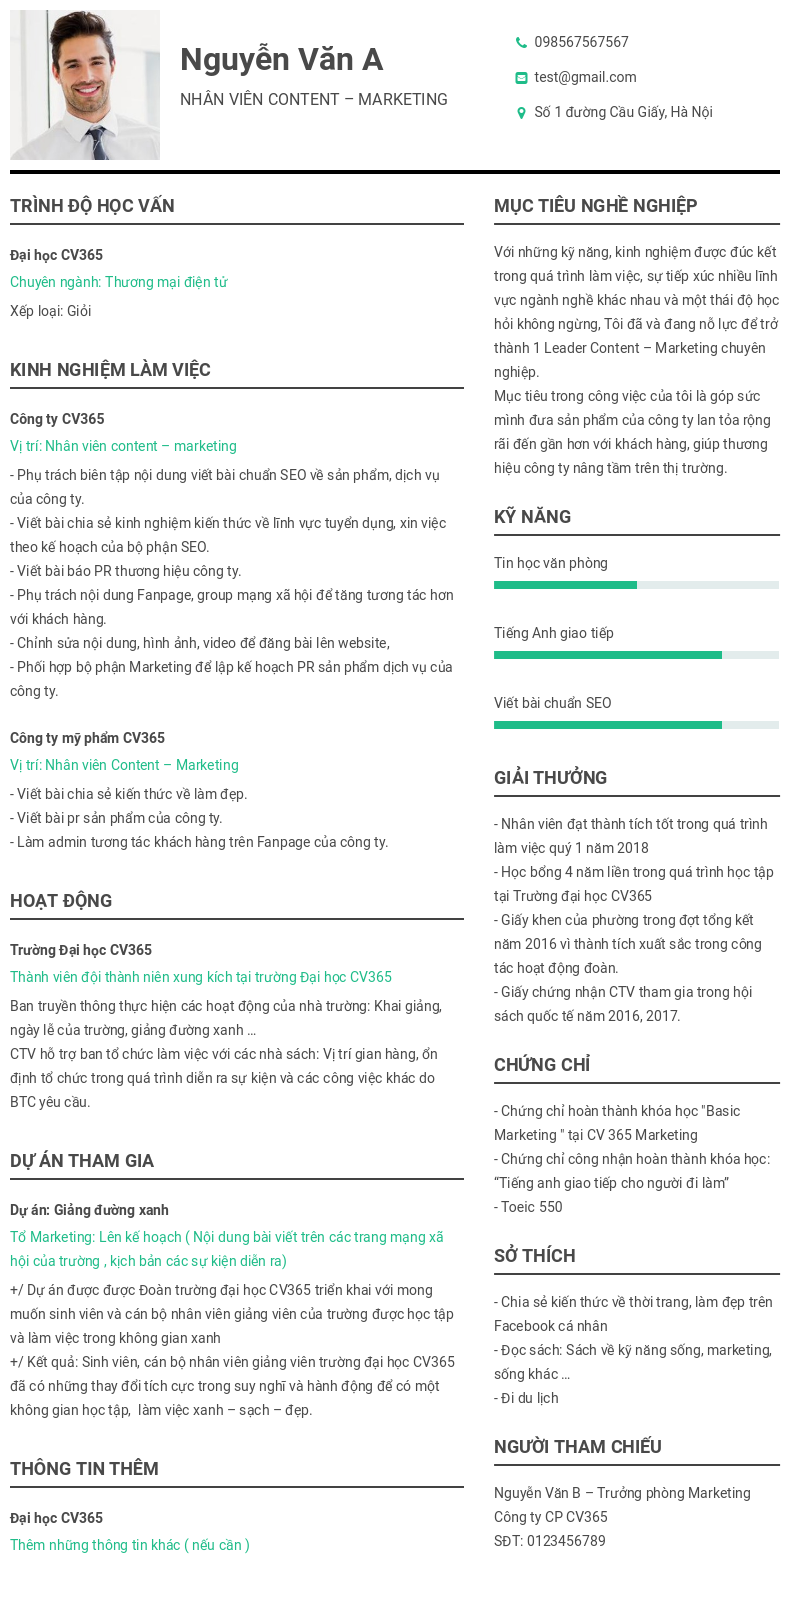 Nguyễn Văn A
NHÂN VIÊN CONTENT – MARKETING
098567567567
test@gmail.com
Số 1 đường Cầu Giấy, Hà Nội
TRÌNH ĐỘ HỌC VẤN
Đại học CV365
Chuyên ngành: Thương mại điện tử
Xếp loại: Giỏi
KINH NGHIỆM LÀM VIỆC
Công ty CV365
Vị trí: Nhân viên content – marketing
- Phụ trách biên tập nội dung viết bài chuẩn SEO về sản phẩm, dịch vụ
của công ty.
- Viết bài chia sẻ kinh nghiệm kiến thức về lĩnh vực tuyển dụng, xin việc
theo kế hoạch của bộ phận SEO.
- Viết bài báo PR thương hiệu công ty.
- Phụ trách nội dung Fanpage, group mạng xã hội để tăng tương tác hơn
với khách hàng.
- Chỉnh sửa nội dung, hình ảnh, video để đăng bài lên website,
- Phối hợp bộ phận Marketing để lập kế hoạch PR sản phẩm dịch vụ của
công ty.
Công ty mỹ phẩm CV365
Vị trí: Nhân viên Content – Marketing
- Viết bài chia sẻ kiến thức về làm đẹp.
- Viết bài pr sản phẩm của công ty.
- Làm admin tương tác khách hàng trên Fanpage của công ty.
HOẠT ĐỘNG
Trường Đại học CV365
Thành viên đội thành niên xung kích tại trường Đại học CV365
Ban truyền thông thực hiện các hoạt động của nhà trường: Khai giảng,
ngày lễ của trường, giảng đường xanh ...
CTV hỗ trợ ban tổ chức làm việc với các nhà sách: Vị trí gian hàng, ổn
định tổ chức trong quá trình diễn ra sự kiện và các công việc khác do
BTC yêu cầu.
DỰ ÁN THAM GIA
Dự án: Giảng đường xanh
Tổ Marketing: Lên kế hoạch ( Nội dung bài viết trên các trang mạng xã
hội của trường , kịch bản các sự kiện diễn ra)
+/ Dự án được được Đoàn trường đại học CV365 triển khai với mong
muốn sinh viên và cán bộ nhân viên giảng viên của trường được học tập
và làm việc trong không gian xanh
+/ Kết quả: Sinh viên, cán bộ nhân viên giảng viên trường đại học CV365
đã có những thay đổi tích cực trong suy nghĩ và hành động để có một
không gian học tập,  làm việc xanh – sạch – đẹp.
THÔNG TIN THÊM
Đại học CV365
Thêm những thông tin khác ( nếu cần )
MỤC TIÊU NGHỀ NGHIỆP
Với những kỹ năng, kinh nghiệm được đúc kết
trong quá trình làm việc, sự tiếp xúc nhiều lĩnh
vực ngành nghề khác nhau và một thái độ học
hỏi không ngừng, Tôi đã và đang nỗ lực để trở
thành 1 Leader Content – Marketing chuyên
nghiệp.
Mục tiêu trong công việc của tôi là góp sức
mình đưa sản phẩm của công ty lan tỏa rộng
rãi đến gần hơn với khách hàng, giúp thương
hiệu công ty nâng tầm trên thị trường.
KỸ NĂNG
Tin học văn phòng
Tiếng Anh giao tiếp
Viết bài chuẩn SEO
GIẢI THƯỞNG
- Nhân viên đạt thành tích tốt trong quá trình
làm việc quý 1 năm 2018
- Học bổng 4 năm liền trong quá trình học tập
tại Trường đại học CV365
- Giấy khen của phường trong đợt tổng kết
năm 2016 vì thành tích xuất sắc trong công
tác hoạt động đoàn.
- Giấy chứng nhận CTV tham gia trong hội
sách quốc tế năm 2016, 2017.
CHỨNG CHỈ
- Chứng chỉ hoàn thành khóa học "Basic
Marketing " tại CV 365 Marketing
- Chứng chỉ công nhận hoàn thành khóa học:
“Tiếng anh giao tiếp cho người đi làm”
- Toeic 550
SỞ THÍCH
- Chia sẻ kiến thức về thời trang, làm đẹp trên
Facebook cá nhân
- Đọc sách: Sách về kỹ năng sống, marketing,
sống khác ...
- Đi du lịch
NGƯỜI THAM CHIẾU
Nguyễn Văn B – Trưởng phòng Marketing
Công ty CP CV365
SĐT: 0123456789